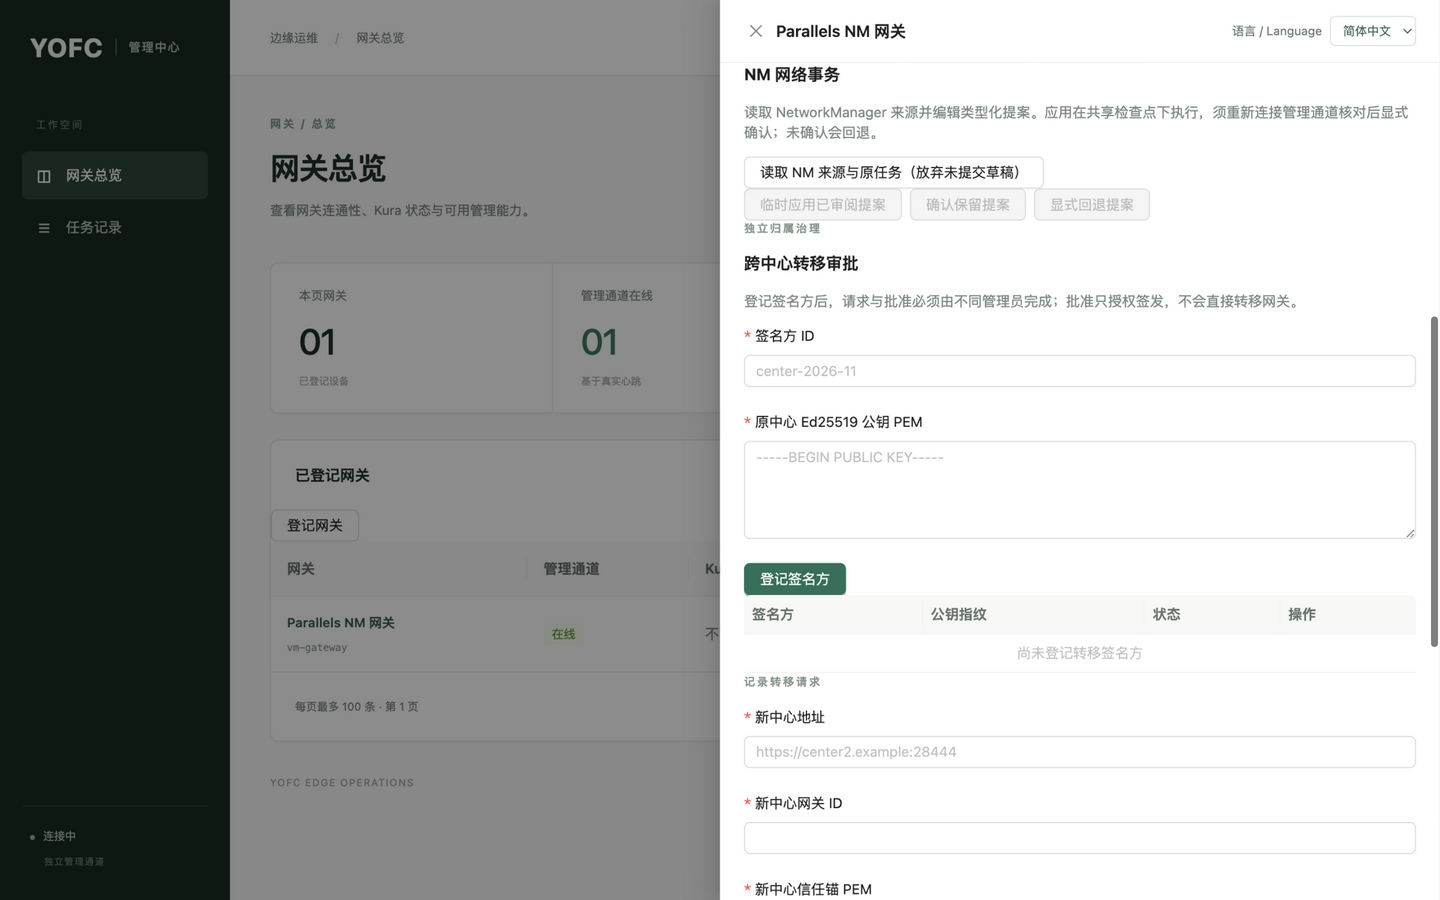 YOFC
管理中心
工作空间
网关总览
任务记录
连接中
独立管理通道
边缘运维 / 网关总览
网关 / 总览
网关总览
查看网关连通性、Kura 状态与可用管理能力。
本页网关
01
已登记设备
管理通道在线
01
基于真实心跳
已登记网关
登记网关
网关
管理通道
Parallels NM 网关
vm-gateway
在线
不
每页最多 100 条 · 第 1 页
YOFC EDGE OPERATIONS
Parallels NM 网关
语言 / Language
简体中文
NM 网络事务
读取 NetworkManager 来源并编辑类型化提案。应用在共享检查点下执行，须重新连接管理通道核对后显式
确认；未确认会回退。
读取 NM 来源与原任务（放弃未提交草稿）
临时应用已审阅提案
确认保留提案
显式回退提案
独立归属治理
跨中心转移审批
登记签名方后，请求与批准必须由不同管理员完成；批准只授权签发，不会直接转移网关。
* 签名方 ID
center-2026-11
* 原中心 Ed25519 公钥 PEM
-----BEGIN PUBLIC KEY-----
登记签名方
签名方
公钥指纹
状态
操作
尚未登记转移签名方
记录转移请求
* 新中心地址
https://center2.example:28444
* 新中心网关 ID
* 新中心信任锚 PEM